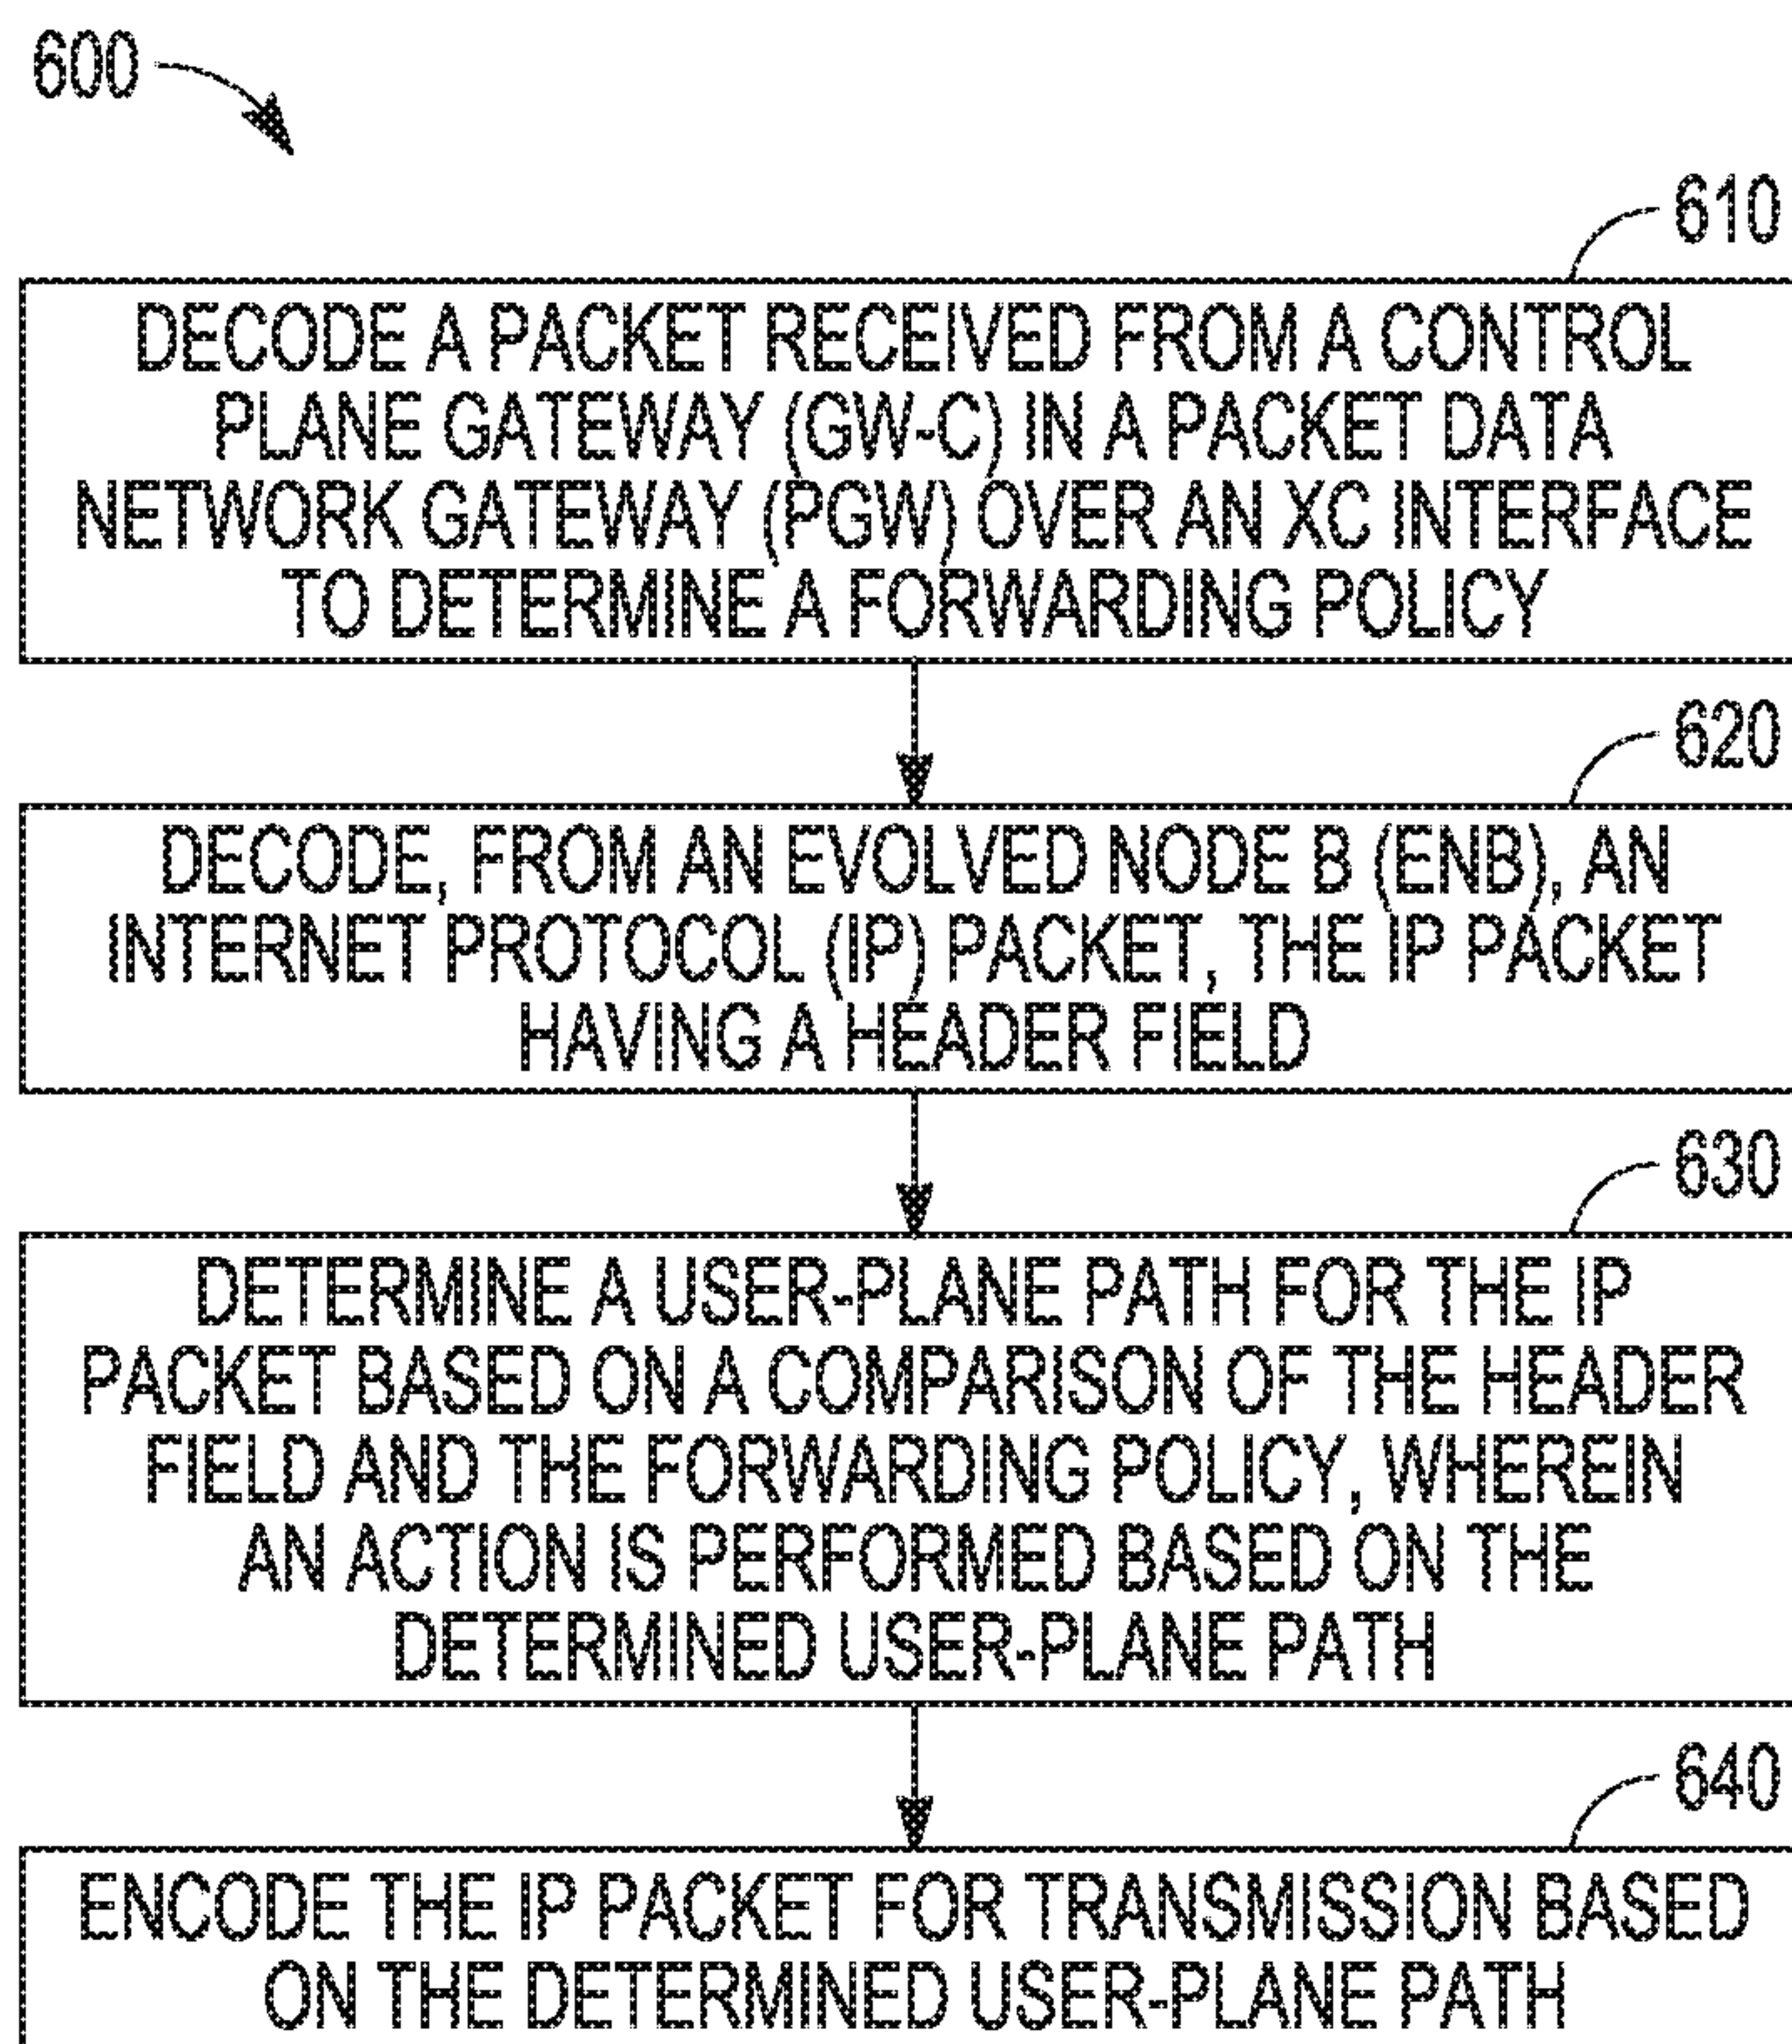 600
610
DECODE A PACKET RECEIVED FROM A CONTROL
PLANE GATEWAY (GW-C) IN A PACKET DATA
NETWORK GATEWAY (PGW) OVER AN XC INTERFACE
TO DETERMINE A FORWARDING POLICY
620
DECODE, FROM AN EVOLVED NODE B (ENB), AN
INTERNET PROTOCOL (IP) PACKET, THE IP PACKET
HAVING A HEADER FIELD
630
DETERMINE A USER-PLANE PATH FOR THE IP
PACKET BASED ON A COMPARISON OF THE HEADER
FIELD AND THE FORWARDING POLICY, WHEREIN
AN ACTION IS PERFORMED BASED ON THE
DETERMINED USER-PLANE PATH
640
ENCODE THE IP PACKET FOR TRANSMISSION BASED
ON THE DETERMINED USER-PLANE PATH